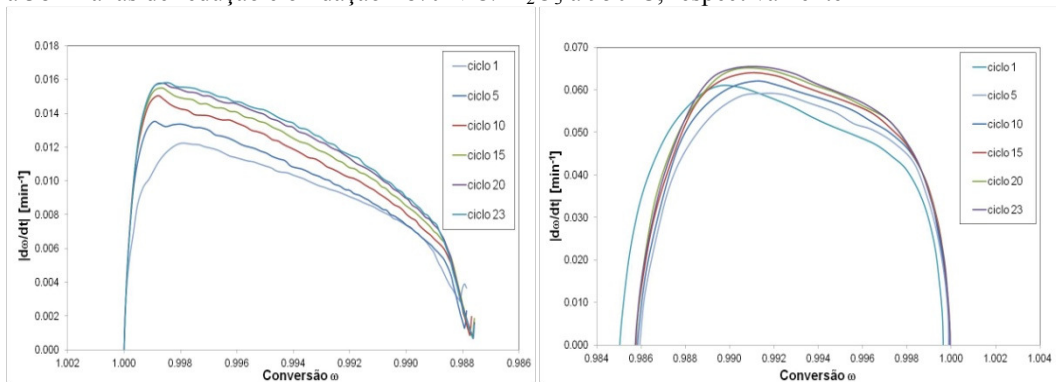 de redução e oxidação respectivamente
0.018
0.016
0.014
0.012
0.010
0.008
0.006
0.004
0.002
0.000
|dω/dt| [min⁻¹]
1.002 1.000 0.998 0.996 0.994 0.992 0.990 0.988 0.986
Conversão ω
ciclo 1
ciclo 5
ciclo 10
ciclo 15
ciclo 20
ciclo 23
0.070
0.060
0.050
0.040
0.030
0.020
0.010
0.000
|dω/dt| [min⁻¹]
0.984 0.986 0.988 0.990 0.992 0.994 0.996 0.998 1.000 1.002 1.004
Conversão ω
ciclo 1
ciclo 5
ciclo 10
ciclo 15
ciclo 20
ciclo 23